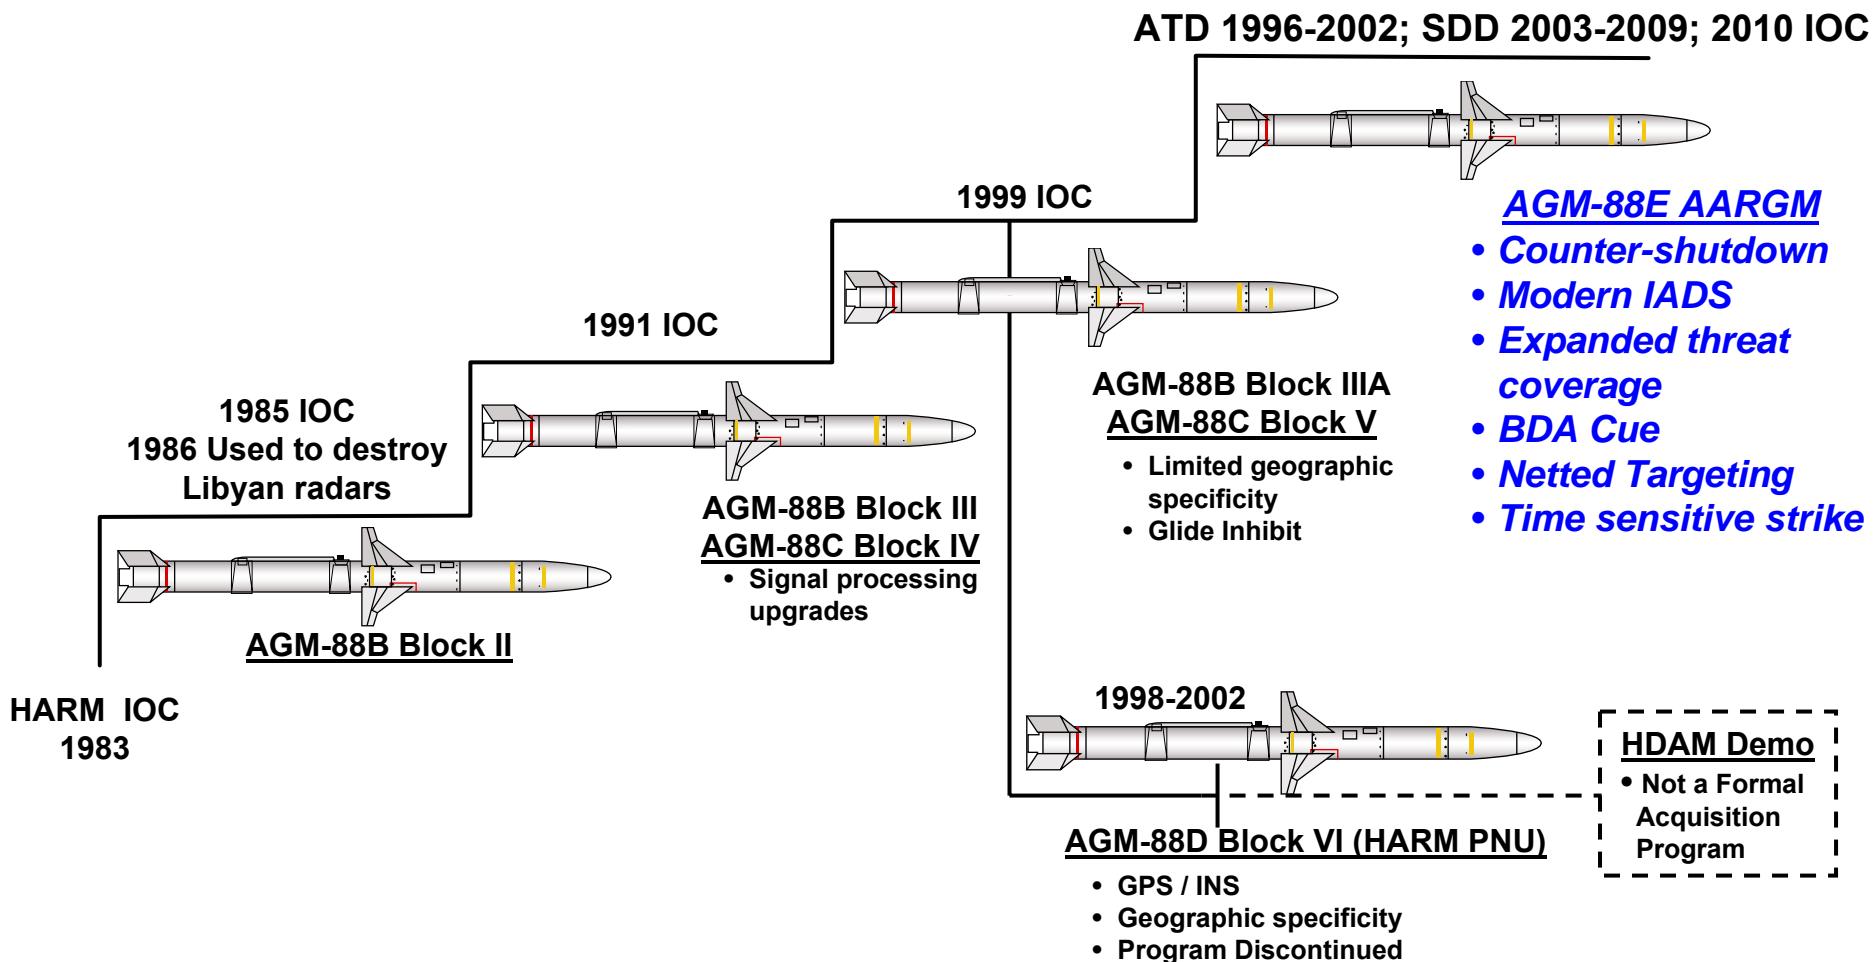 ATD 1996-2002; SDD 2003-2009; 2010 IOC
1999 IOC
AGM-88E AARGM
• Counter-shutdown
• Modern IADS
• Expanded threat
coverage
• BDA Cue
• Netted Targeting
• Time sensitive strike
1991 IOC
AGM-88B Block IIIA
AGM-88C Block V
• Limited geographic
specificity
• Glide Inhibit
1985 IOC
1986 Used to destroy
Libyan radars
AGM-88B Block III
AGM-88C Block IV
• Signal processing
upgrades
AGM-88B Block II
HARM IOC
1983
1998-2002
AGM-88D Block VI (HARM PNU)
• GPS / INS
• Geographic specificity
• Program Discontinued
HDAM Demo
• Not a Formal
Acquisition
Program